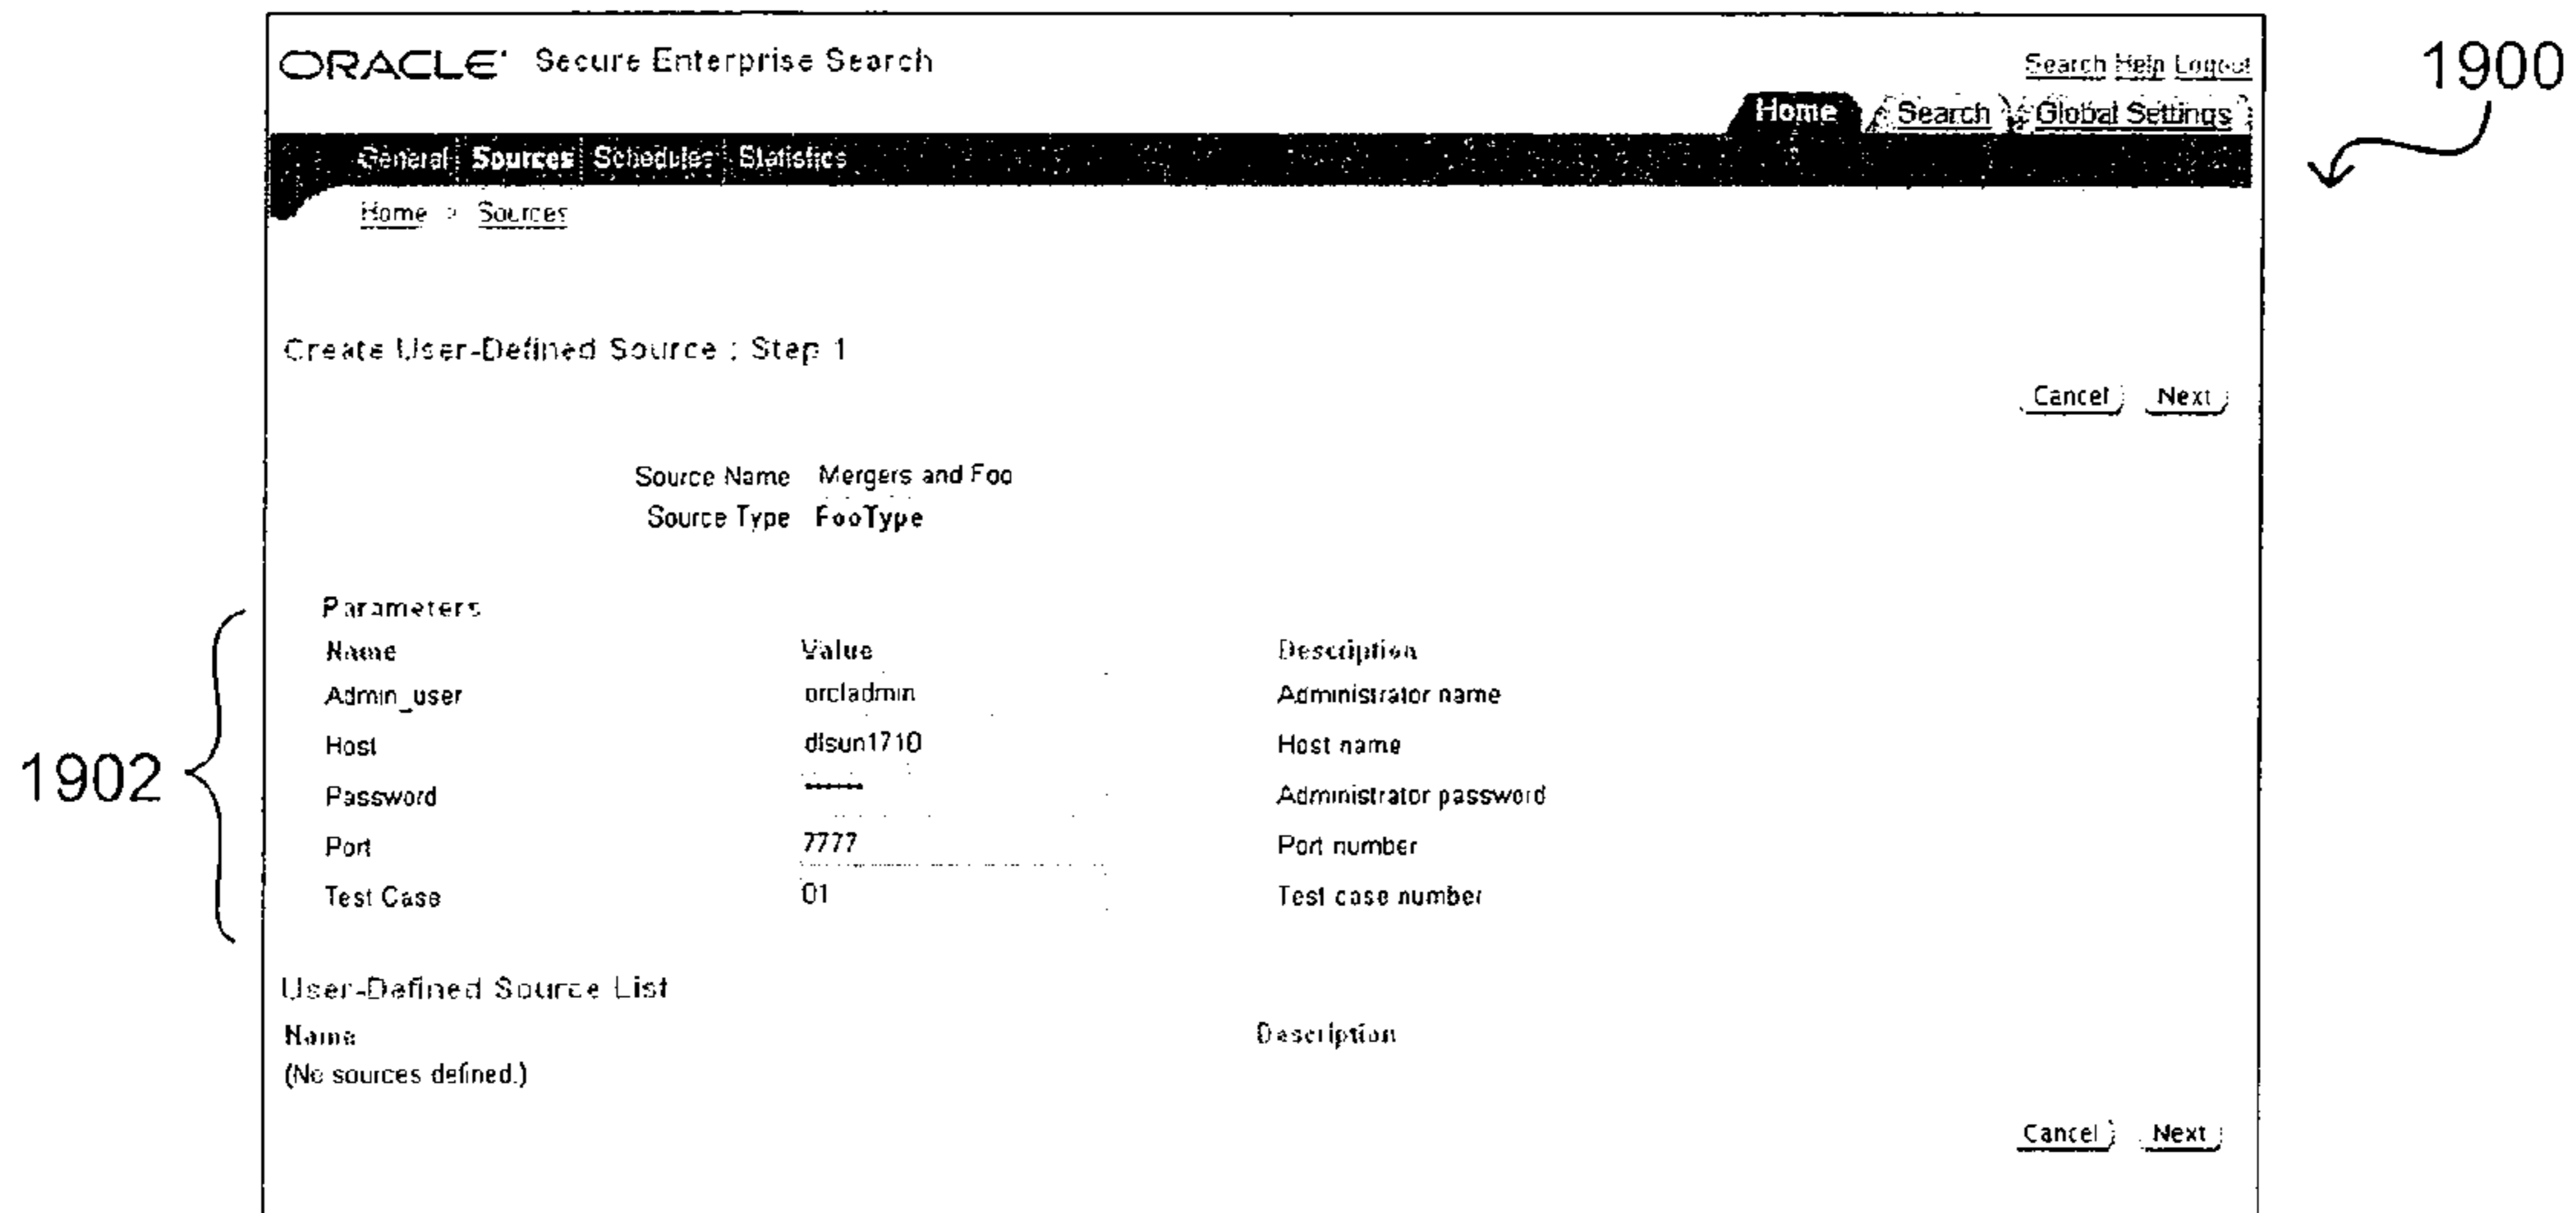 ORACLE Secure Enterprise Search
Search Help Logout
1900
Home Search Global Settings
General Sources Schedules Statistics
Home > Sources
Create User-Defined Source : Step 1
Cancel Next
Source Name Mergers and Foo
Source Type FooType
Parameters
Name Value Description
Admin_user orcladmin Administrator name
Host dlsun1710 Host name
1902
Password ••••••• Administrator password
Port 7777 Port number
Test Case 01 Test case number
User-Defined Source List
Name Description
(No sources defined.)
Cancel Next